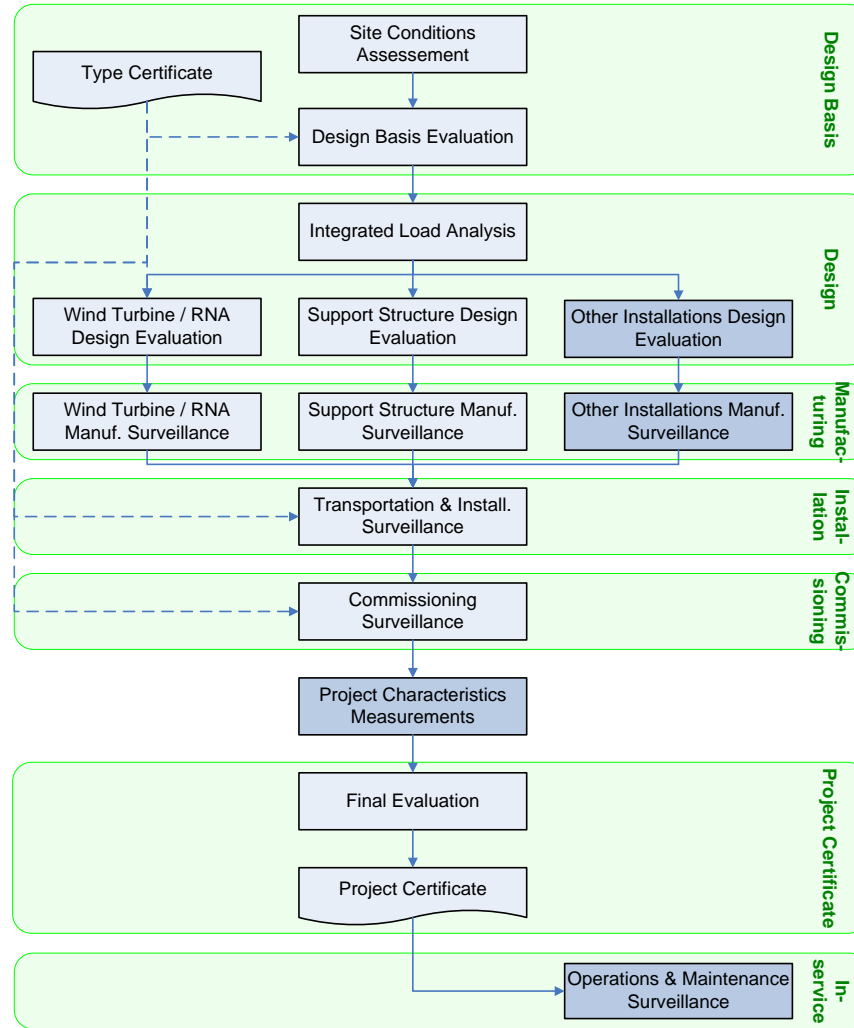 Site Conditions
Assessement
Type Certificate
Design Basis Evaluation
Design Basis
Integrated Load Analysis
Wind Turbine / RNA
Design Evaluation
Support Structure Design
Evaluation
Other Installations Design
Evaluation
Design
Wind Turbine / RNA
Manuf. Surveillance
Support Structure Manuf.
Surveillance
Other Installations Manuf.
Surveillance
Manufac-
turing
Transportation & Install.
Surveillance
Instal-
lation
Commissioning
Surveillance
Commis-
sioning
Project Characteristics
Measurements
Final Evaluation
Project Certificate
Project Certificate
Operations & Maintenance
Surveillance
In-
service